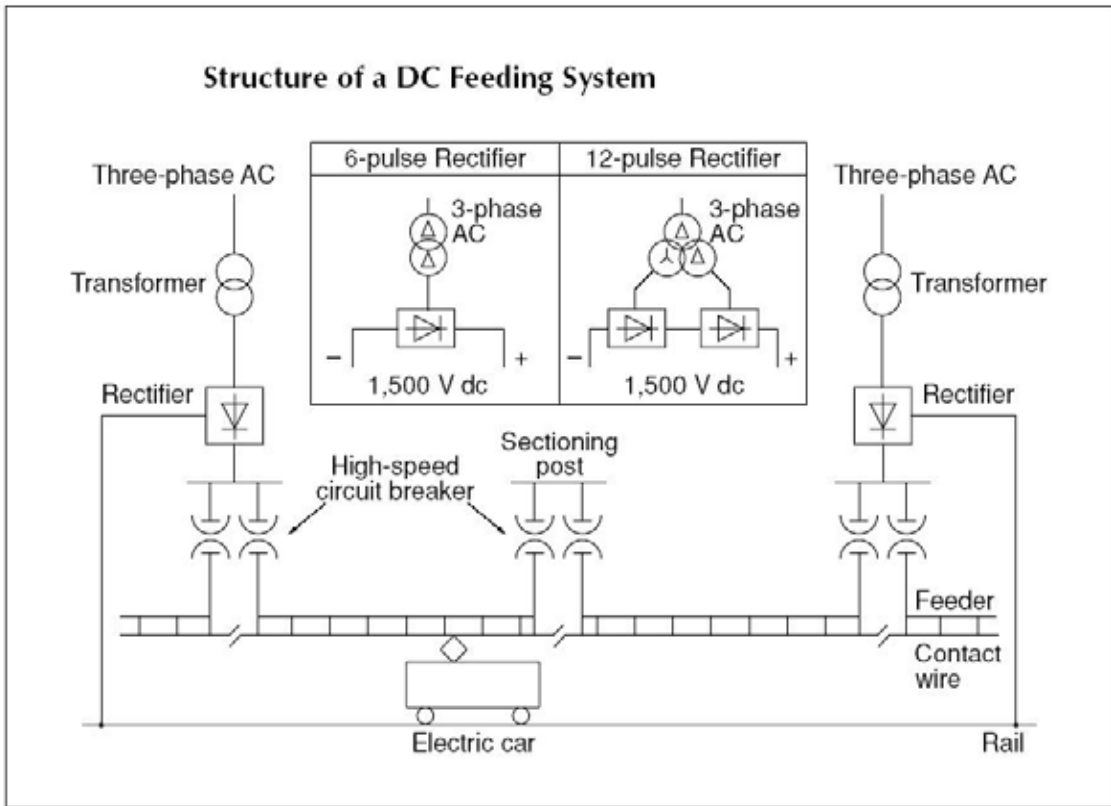 Structure of a DC Feeding System
6-pulse Rectifier
12-pulse Rectifier
Three-phase AC
Three-phase AC
3-phase
AC
3-phase
AC
Δ
Δ
Δ
Δ
Transformer
Transformer
−
+
−
+
1,500 V dc
1,500 V dc
Rectifier
Rectifier
High-speed
circuit breaker
Sectioning
post
Feeder
Contact
wire
Electric car
Rail